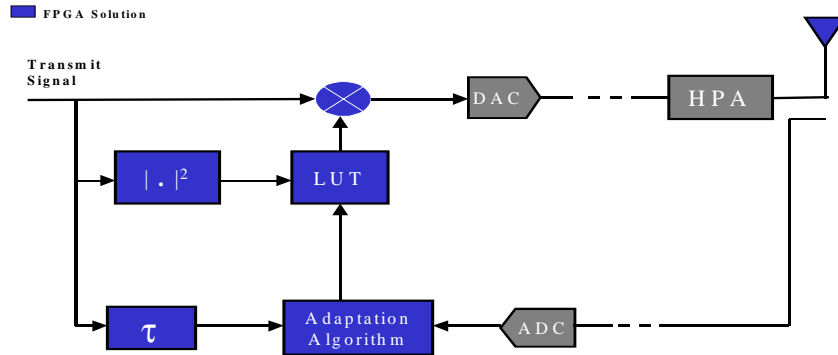 FPGA Solution
Transmit
Signal
DAC
HPA
| . |²
LUT
τ
Adaptation
Algorithm
ADC